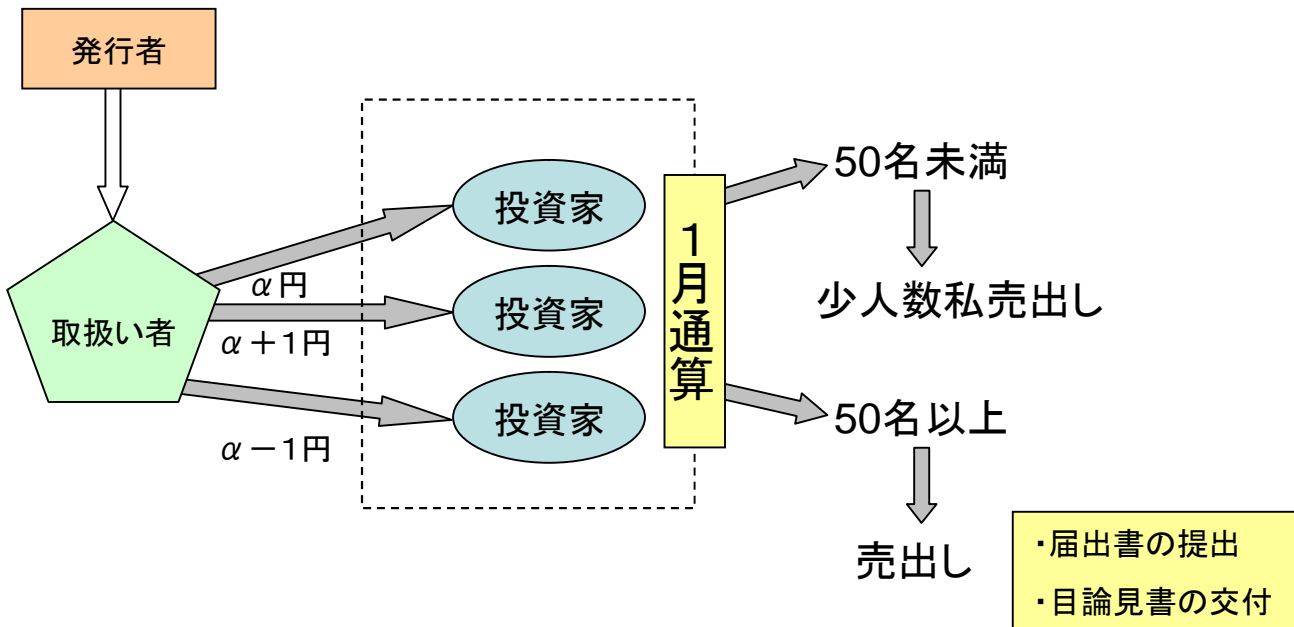 発行者
取扱い者
α円
α+1円
α-1円
投資家
投資家
投資家
1月通算
50名未満
少人数私売出し
50名以上
売出し
・届出書の提出
・目論見書の交付